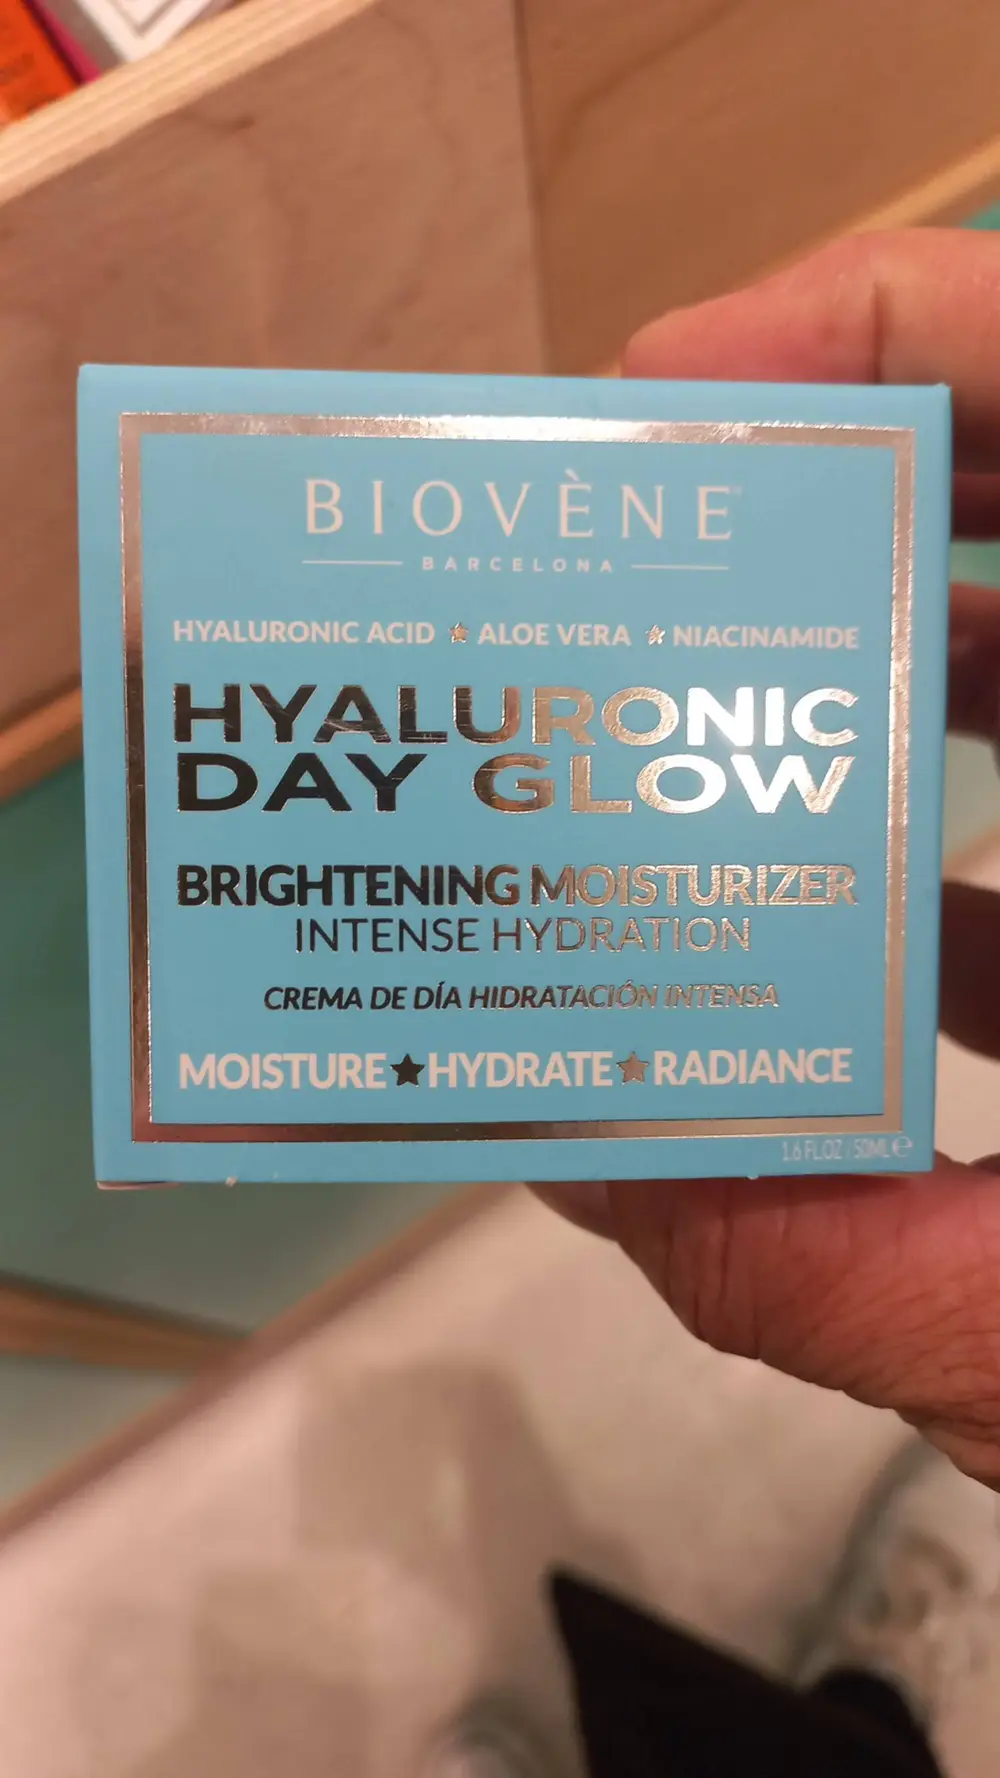 BIOVÈNE™
BARCELONA
HYALURONIC ACID ★ ALOE VERA ★ NIACINAMIDE
HYALURONIC
DAY GLOW
BRIGHTENING MOISTURIZER
INTENSE HYDRATION
CREMA DE DÍA HIDRATACIÓN INTENSA
MOISTURE ★ HYDRATE ★ RADIANCE
1.6 FL.OZ / 50ML ℮